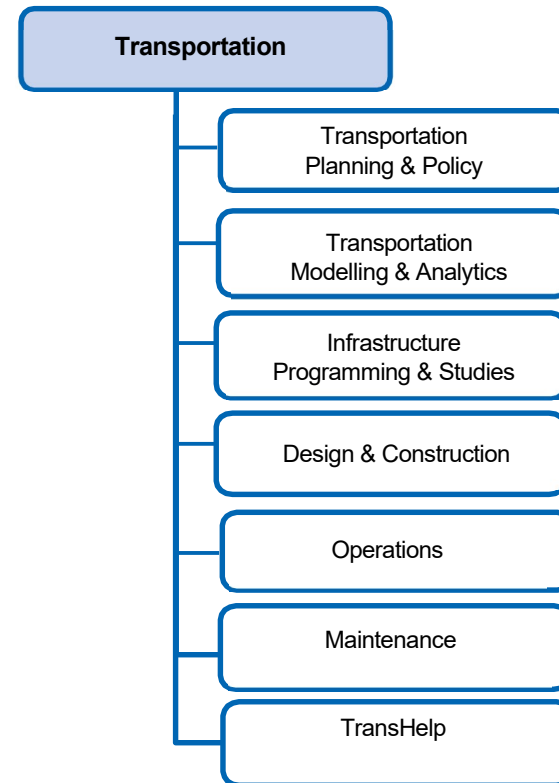 Transportation
Transportation
Planning & Policy
Transportation
Modelling & Analytics
Infrastructure
Programming & Studies
Design & Construction
Operations
Maintenance
TransHelp